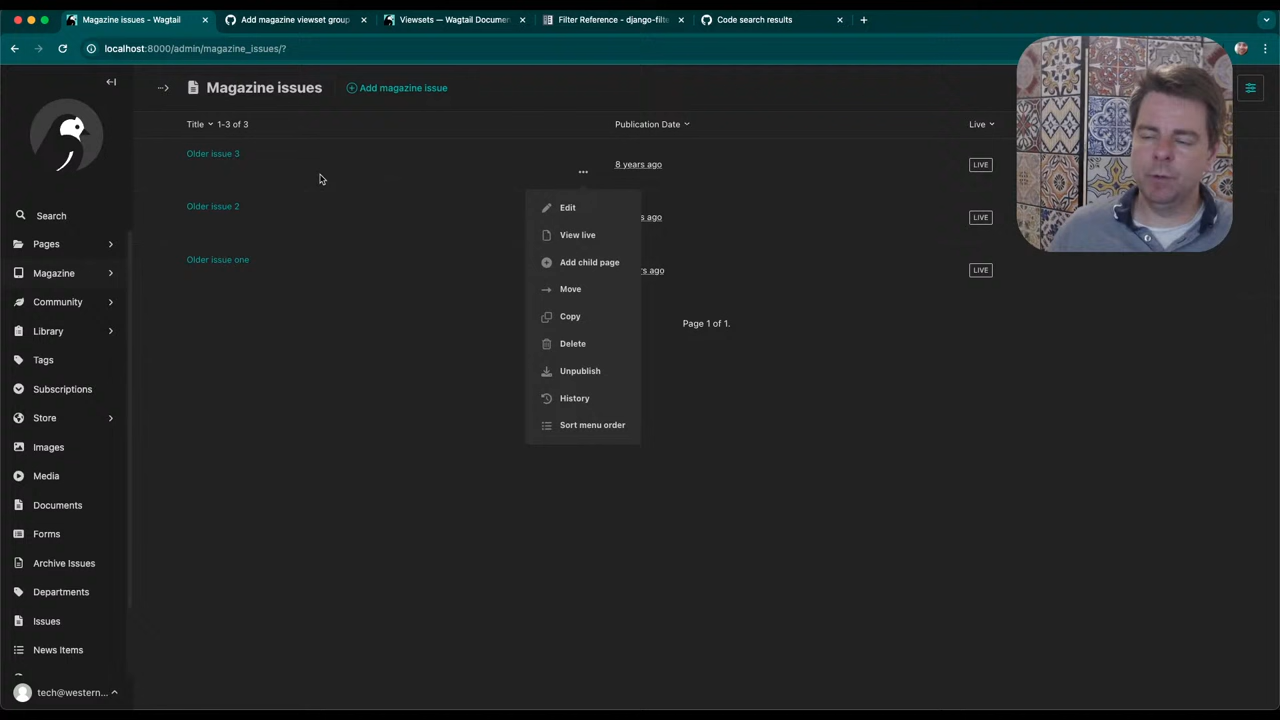 Magazine issues - Wagtail
Add magazine viewset group
Viewsets — Wagtail Documen
Filter Reference - django-filte
Code search results
localhost:8000/admin/magazine_issues/?
Magazine issues
Add magazine issue
Title 1-3 of 3
Publication Date
Live
Older issue 3
8 years ago
LIVE
Older issue 2
s ago
LIVE
Older issue one
rs ago
LIVE
Page 1 of 1.
Edit
View live
Add child page
Move
Copy
Delete
Unpublish
History
Sort menu order
Search
Pages
Magazine
Community
Library
Tags
Subscriptions
Store
Images
Media
Documents
Forms
Archive Issues
Departments
Issues
News Items
tech@western...